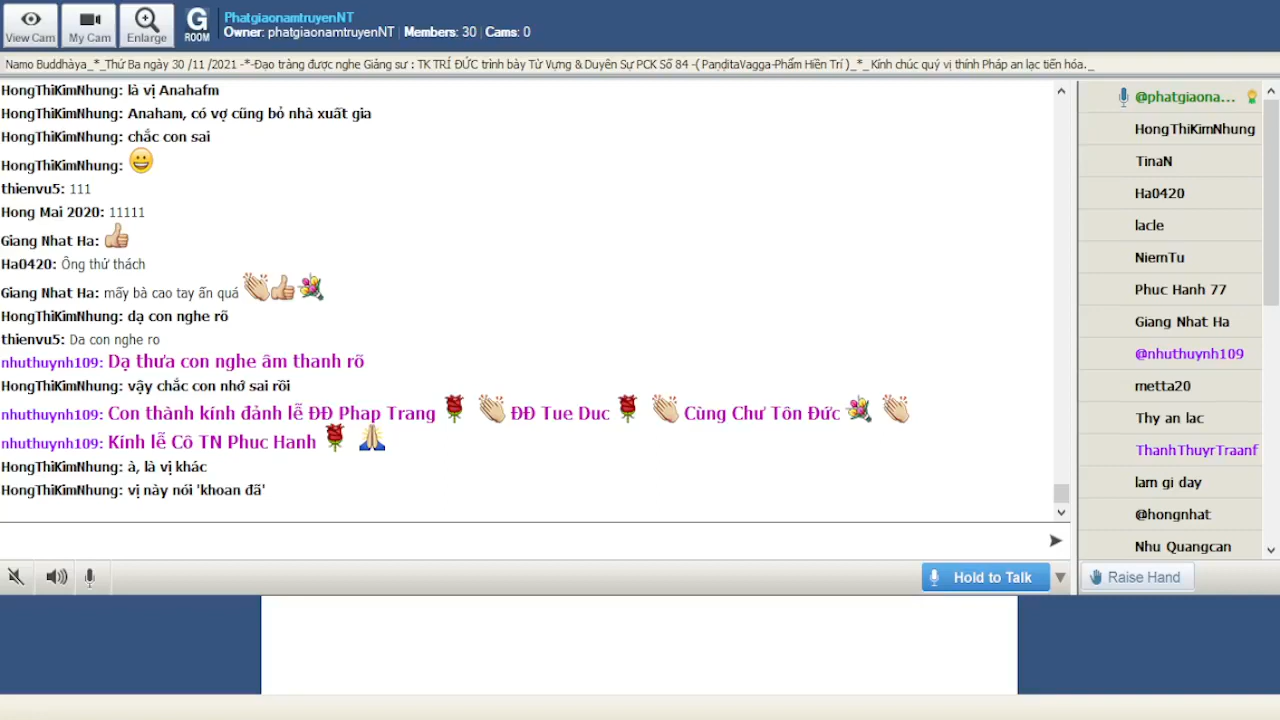 View Cam
My Cam
Enlarge
G ROOM
PhatgiaonamtruyenNT
Owner: phatgiaonamtruyenNT | Members: 30 | Cams: 0
Namo Buddhàya_*_Thứ Ba ngày 30 /11 /2021 -*-Đạo tràng được nghe Giảng sư : TK TRÍ ĐỨC trình bày Từ Vựng & Duyên Sự PCK Số 84 -( PaṇḍitaVagga-Phẩm Hiền Trí )_*_ Kính chúc quý vị thính Pháp an lạc tiến hóa._
HongThiKimNhung: là vị Anahafm
HongThiKimNhung: Anaham, có vợ cũng bỏ nhà xuất gia
HongThiKimNhung: chắc con sai
HongThiKimNhung:
thienvu5: 111
Hong Mai 2020: 11111
Giang Nhat Ha:
Ha0420: Ông thử thách
Giang Nhat Ha: mấy bà cao tay ấn quá
HongThiKimNhung: dạ con nghe rõ
thienvu5: Da con nghe ro
nhuthuynh109: Dạ thưa con nghe âm thanh rõ
HongThiKimNhung: vậy chắc con nhớ sai rồi
nhuthuynh109: Con thành kính đảnh lễ ĐĐ Phap Trang ĐĐ Tue Duc Cùng Chư Tôn Đức
nhuthuynh109: Kính lễ Cô TN Phuc Hanh
HongThiKimNhung: à, là vị khác
HongThiKimNhung: vị này nói 'khoan đã'
@phatgiaona...
HongThiKimNhung
TinaN
Ha0420
lacle
NiemTu
Phuc Hanh 77
Giang Nhat Ha
@nhuthuynh109
metta20
Thy an lac
ThanhThuyrTraanf
lam gi day
@hongnhat
Nhu Quangcan
Hold to Talk
Raise Hand